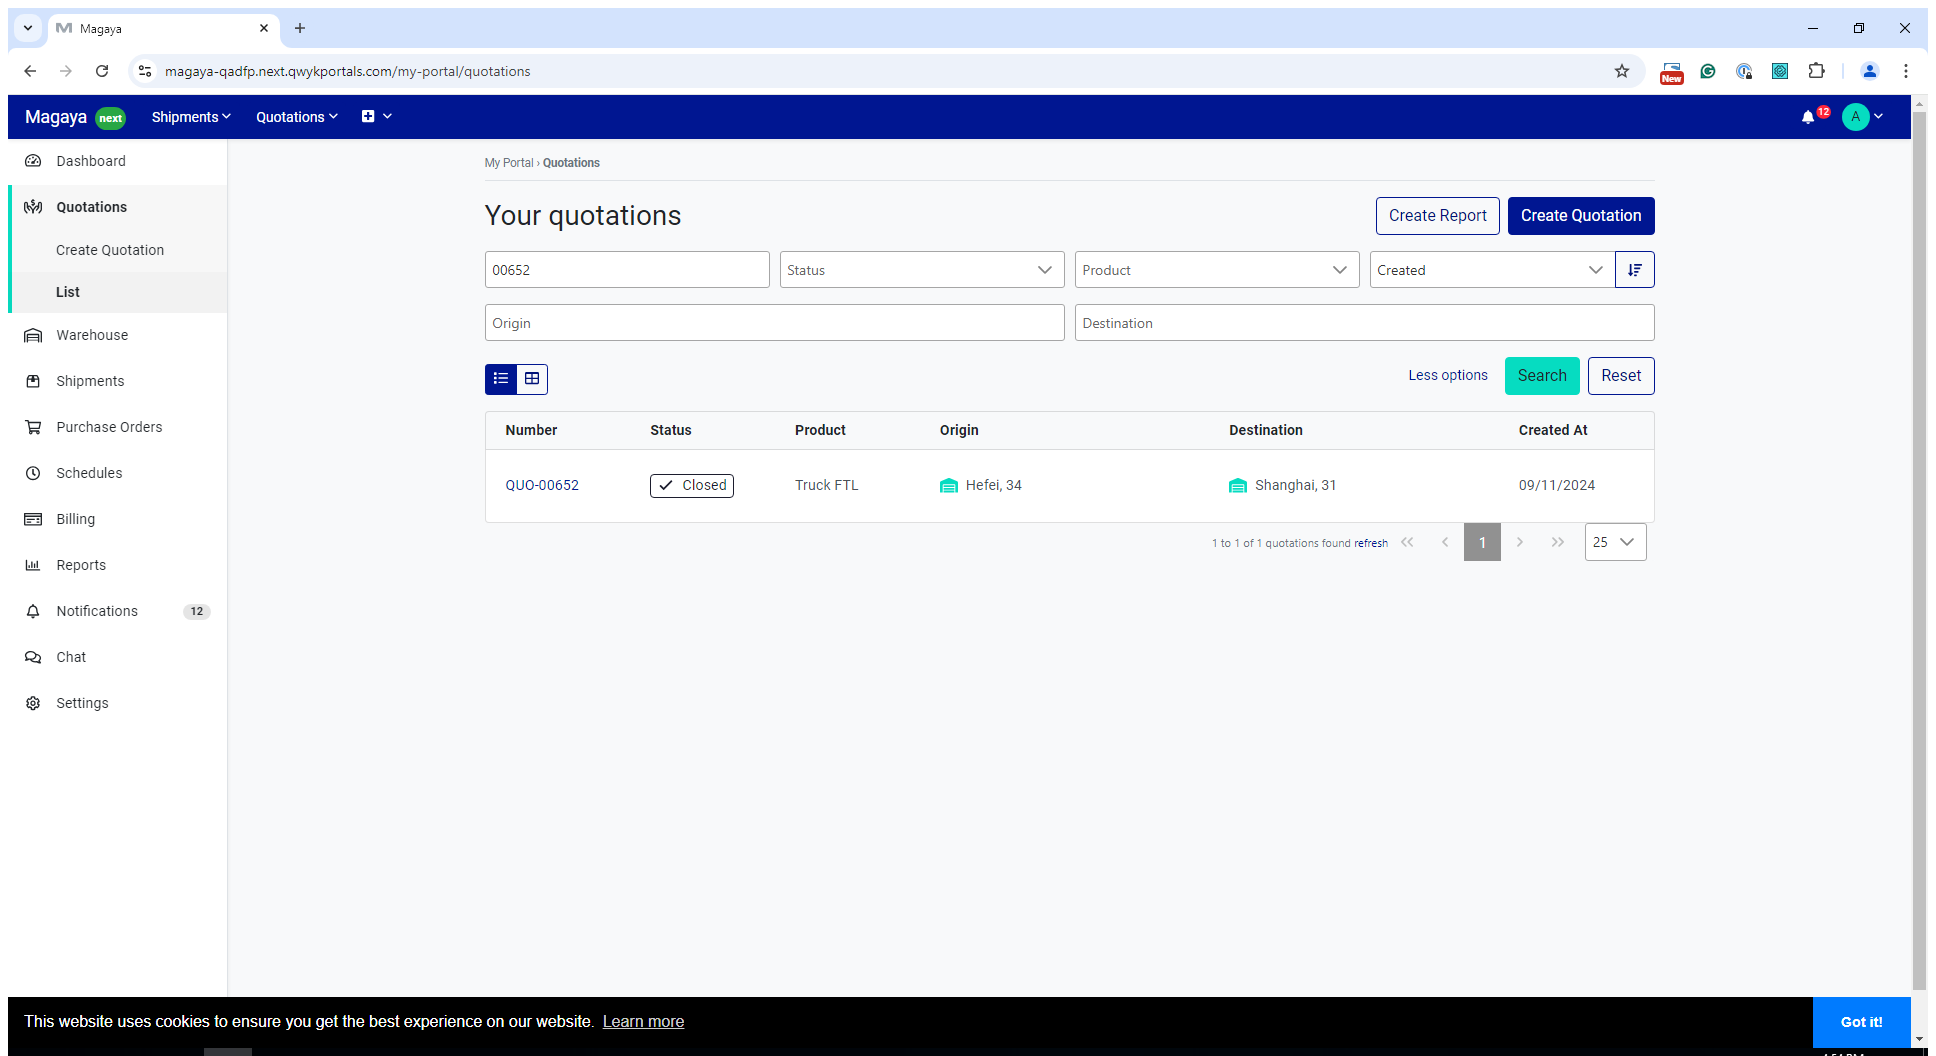 Magaya
magaya-qadfp.next.qwykportals.com/my-portal/quotations
New
Magaya next Shipments Quotations 12 A
Dashboard
Quotations
Create Quotation
List
Warehouse
Shipments
Purchase Orders
Schedules
Billing
Reports
Notifications 12
Chat
Settings
My Portal › Quotations
Your quotations Create Report Create Quotation
00652 Status Product Created
Origin Destination
Less options Search Reset
Number Status Product Origin Destination Created At
QUO-00652 Closed Truck FTL Hefei, 34 Shanghai, 31 09/11/2024
1 to 1 of 1 quotations found refresh 1 25
This website uses cookies to ensure you get the best experience on our website. Learn more Got it!